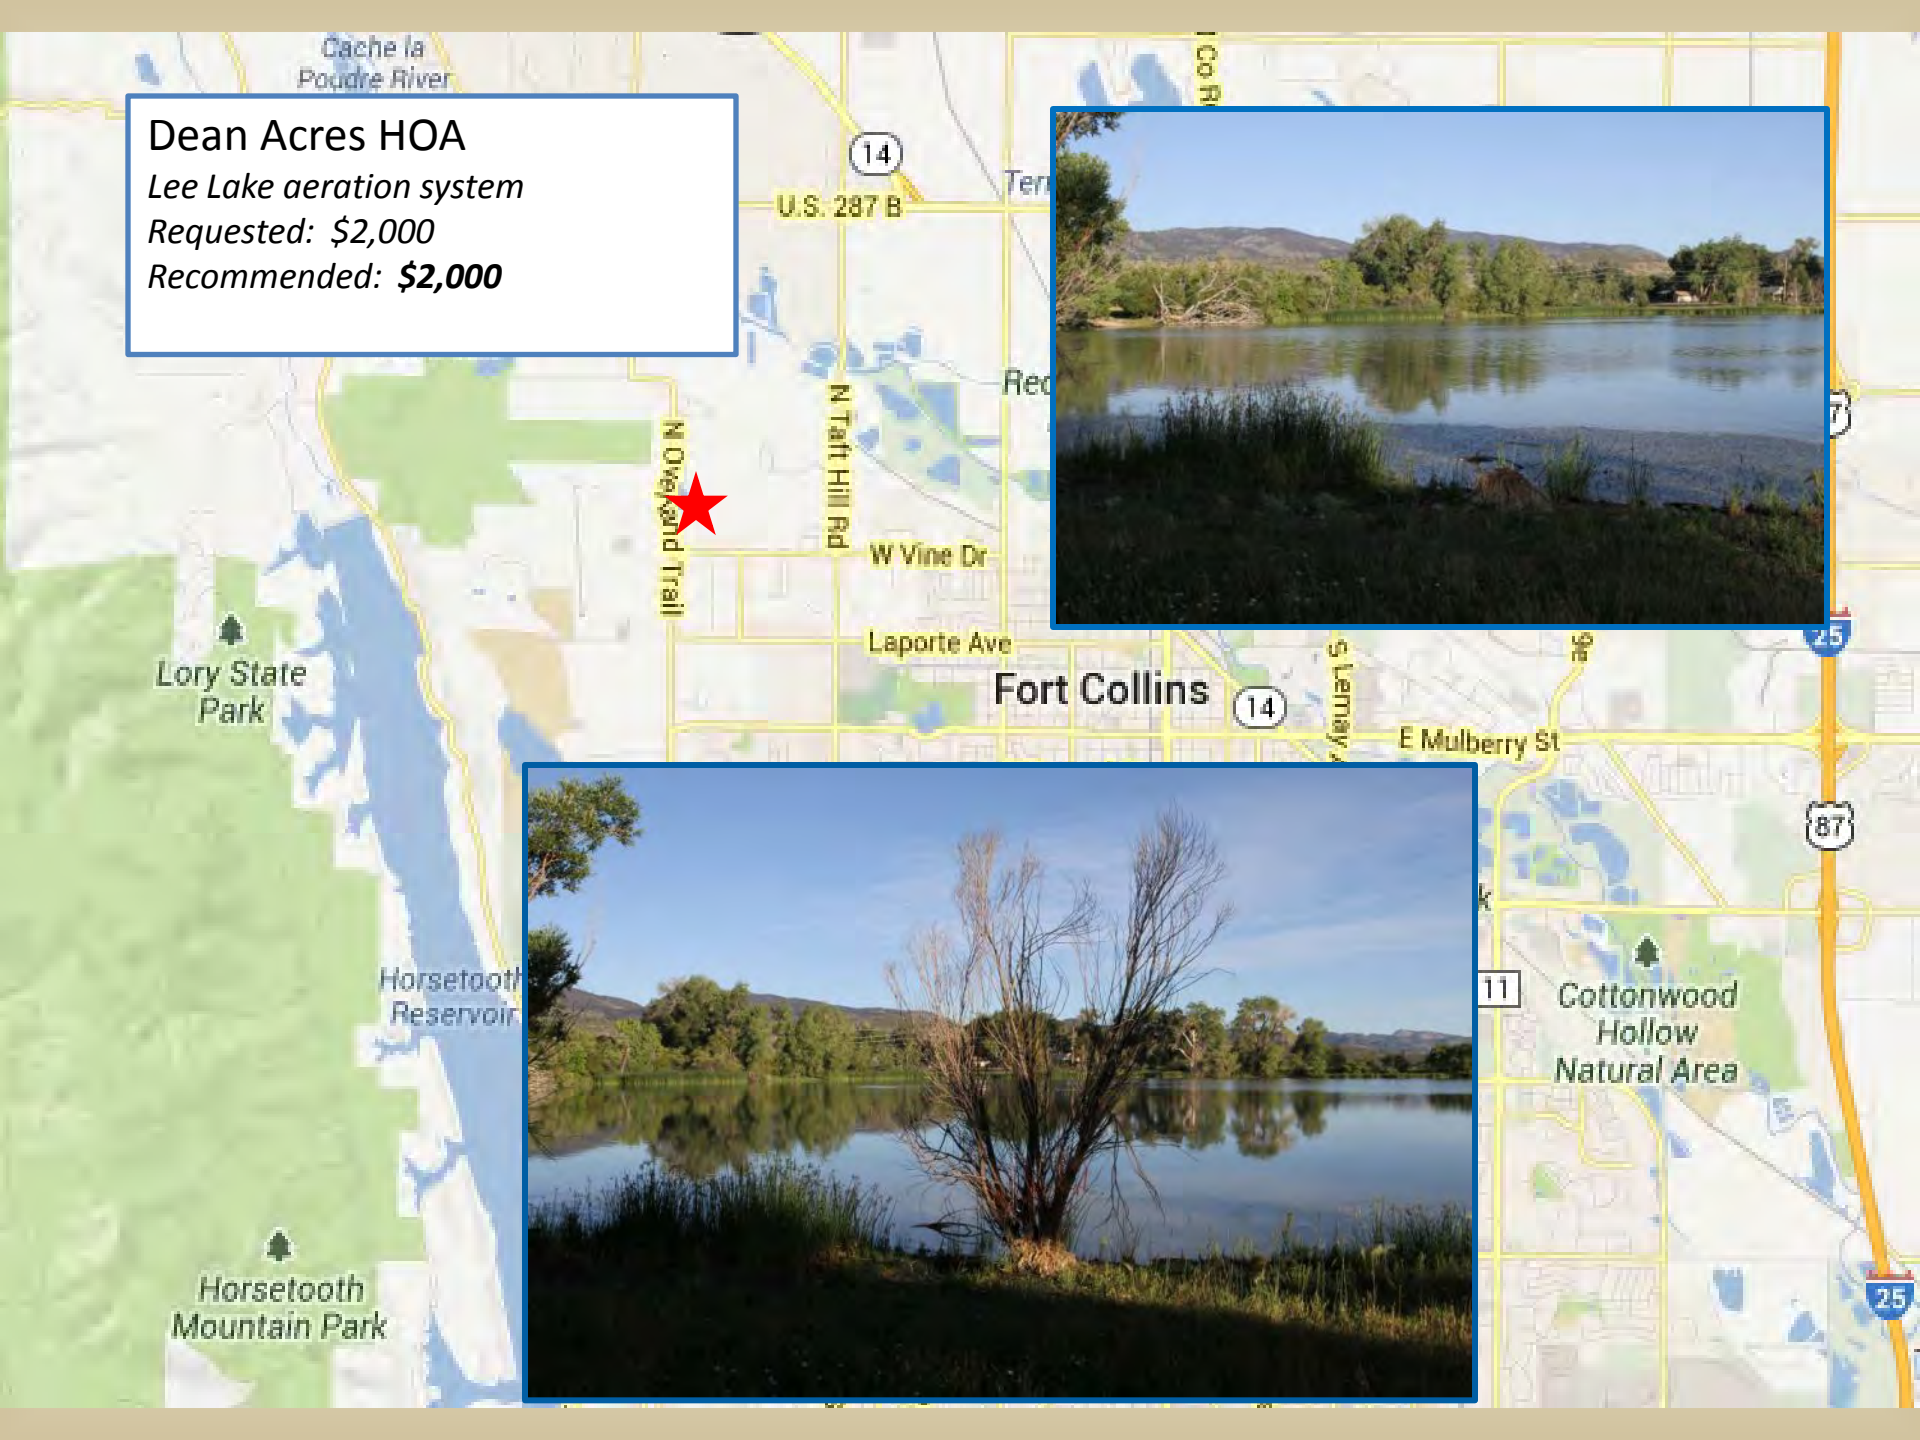 Cache la
Poudre River
Dean Acres HOA
Lee Lake aeration system
Requested:  $2,000
Recommended:  $2,000
14
U.S. 287 B
N Taft Hill Rd
N Overland Trail
W Vine Dr
Laporte Ave
Fort Collins
14
S Lemay
E Mulberry St
25
87
Lory State
Park
Horsetooth
Reservoir
11
Cottonwood
Hollow
Natural Area
Horsetooth
Mountain Park
25